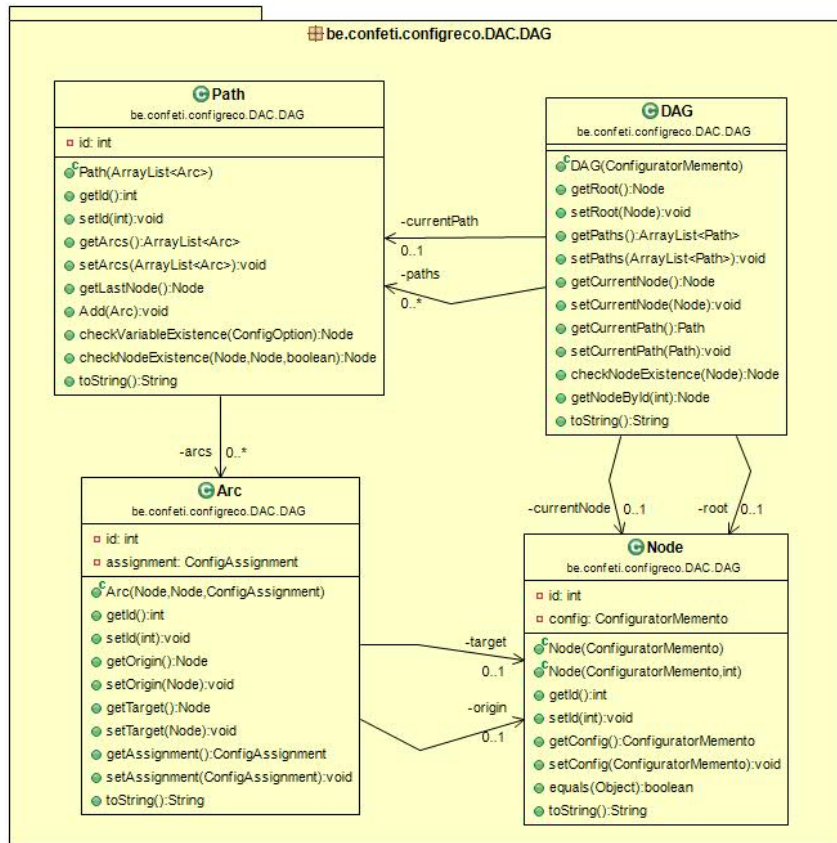 be.confeti.configreco.DAC.DAG
Path
be.confeti.configreco.DAC.DAG
id: int
Path(ArrayList<Arc>)
getId():int
setId(int):void
getArcs():ArrayList<Arc>
setArcs(ArrayList<Arc>):void
getLastNode():Node
Add(Arc):void
checkVariableExistence(ConfigOption):Node
checkNodeExistence(Node,Node,boolean):Node
toString():String
DAG
be.confeti.configreco.DAC.DAG
DAG(ConfiguratorMemento)
getRoot():Node
setRoot(Node):void
getPaths():ArrayList<Path>
setPaths(ArrayList<Path>):void
getCurrentNode():Node
setCurrentNode(Node):void
getCurrentPath():Path
setCurrentPath(Path):void
checkNodeExistence(Node):Node
getNodeById(int):Node
toString():String
-currentPath
0..1
-paths
0..*
-arcs 0..*
-currentNode 0..1
-root 0..1
Arc
be.confeti.configreco.DAC.DAG
id: int
assignment: ConfigAssignment
Arc(Node,Node,ConfigAssignment)
getId():int
setId(int):void
getOrigin():Node
setOrigin(Node):void
getTarget():Node
setTarget(Node):void
getAssignment():ConfigAssignment
setAssignment(ConfigAssignment):void
toString():String
-target
0..1
-origin
0..1
Node
be.confeti.configreco.DAC.DAG
id: int
config: ConfiguratorMemento
Node(ConfiguratorMemento)
Node(ConfiguratorMemento,int)
getId():int
setId(int):void
getConfig():ConfiguratorMemento
setConfig(ConfiguratorMemento):void
equals(Object):boolean
toString():String